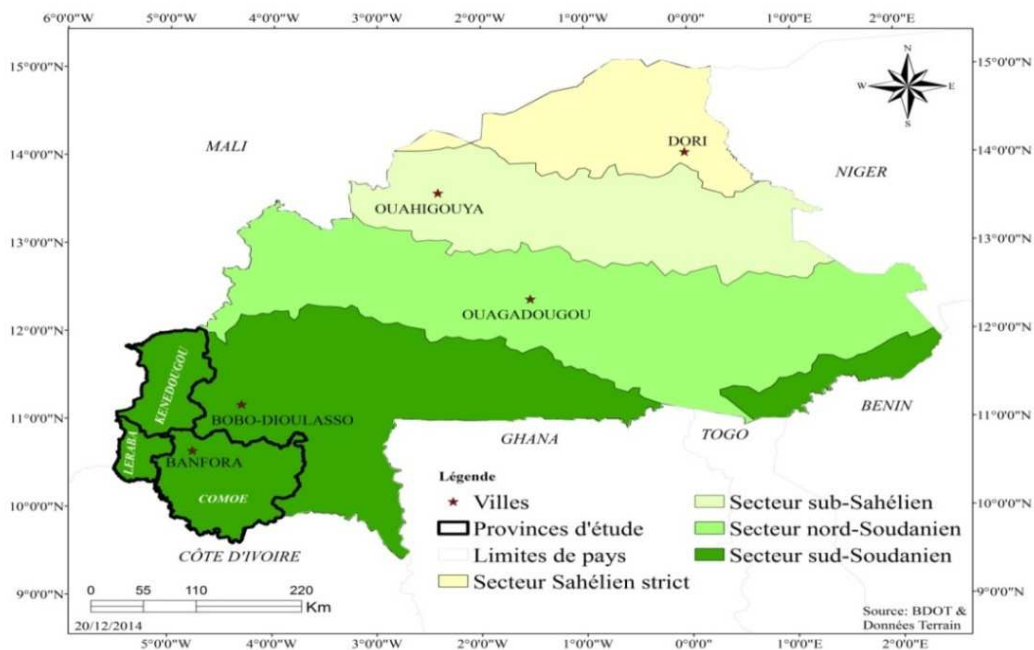 6°0'0"W 5°0'0"W 4°0'0"W 3°0'0"W 2°0'0"W 1°0'0"W 0°0'0" 1°0'0"E 2°0'0"E
15°0'0"N 15°0'0"N
N
W E
S
MALI
DORI
14°0'0"N 14°0'0"N
NIGER
OUAHIGOUYA
13°0'0"N 13°0'0"N
OUAGADOUGOU
12°0'0"N 12°0'0"N
KENEDOUGOU
BOBO-DIOULASSO
BENIN
11°0'0"N 11°0'0"N
GHANA
TOGO
LERABA
BANFORA
COMOE
10°0'0"N 10°0'0"N
CÔTE D'IVOIRE
Légende
Villes
Provinces d'étude
Limites de pays
Secteur Sahélien strict
Secteur sub-Sahélien
Secteur nord-Soudanien
Secteur sud-Soudanien
9°0'0"N 9°0'0"N
0 55 110 220
Km
20/12/2014
Source: BDOT &
Données Terrain
5°0'0"W 4°0'0"W 3°0'0"W 2°0'0"W 1°0'0"W 0°0'0" 1°0'0"E 2°0'0"E